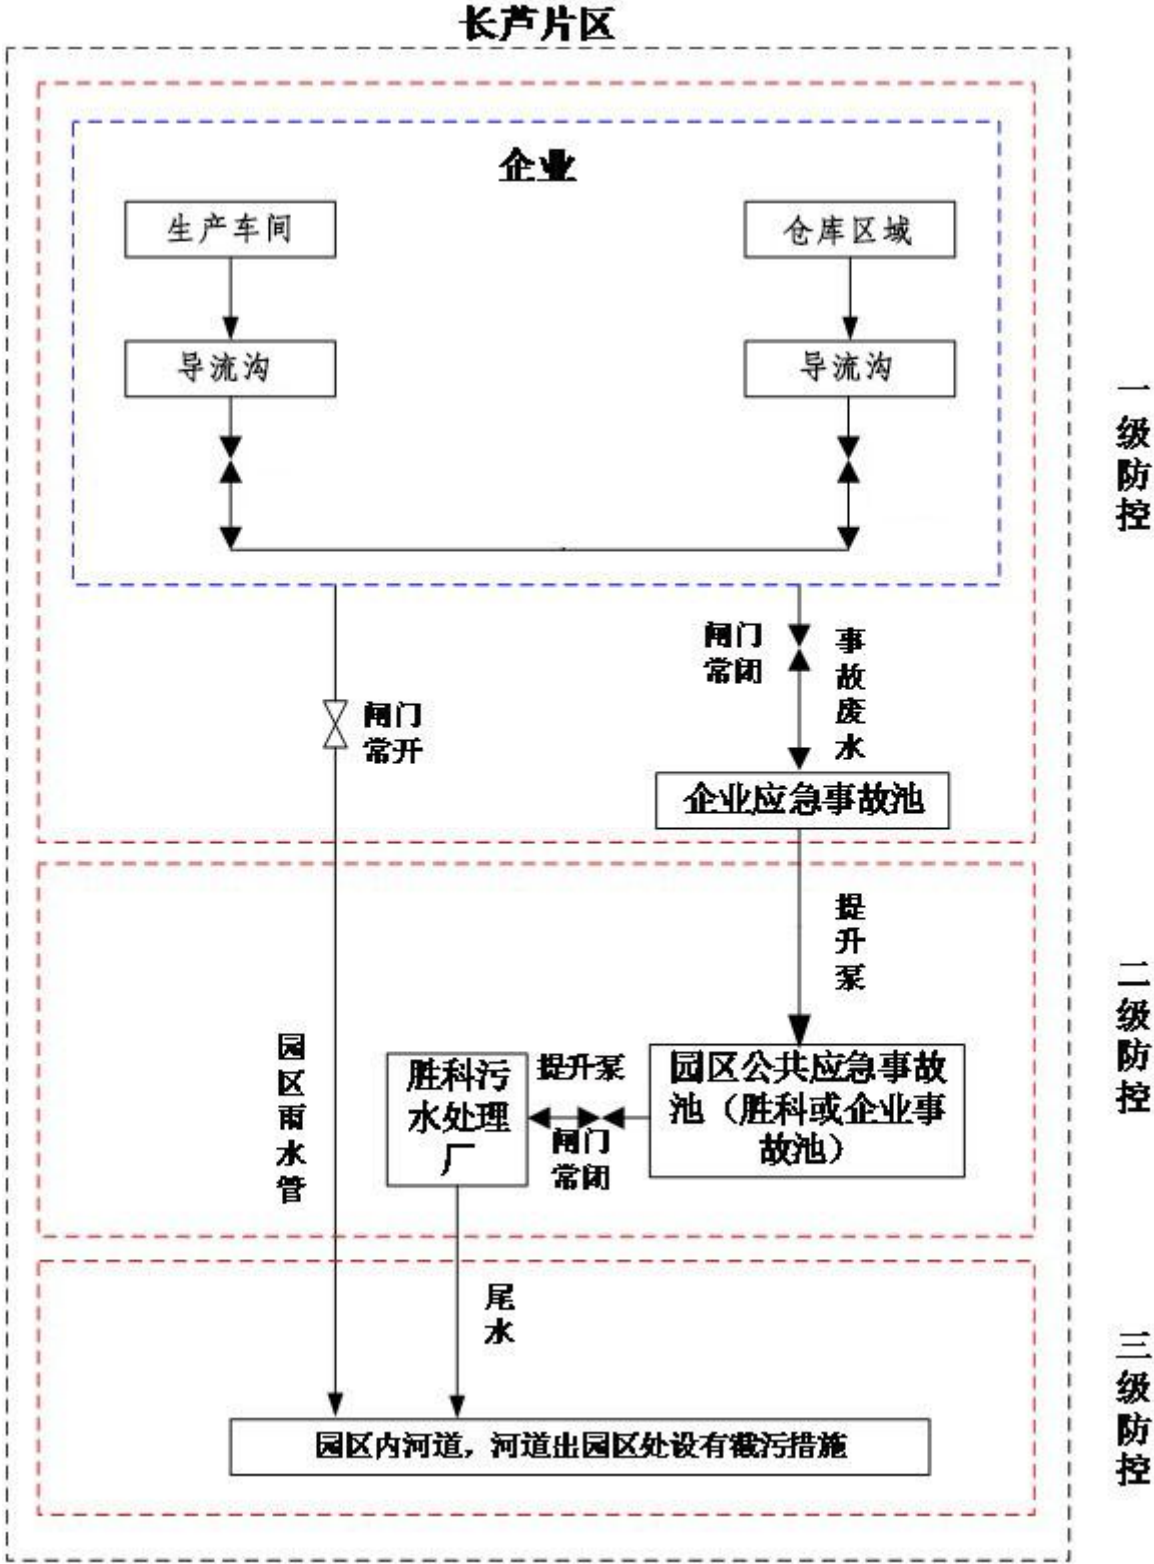 长芦片区
企业
生产车间
仓库区域
导流沟
导流沟
一级防控
闸门
常闭
事故废水
闸门
常开
企业应急事故池
提升泵
二级防控
园区雨水管
胜科污
水处理
厂
提升泵
闸门
常闭
园区公共应急事故
池（胜科或企业事
故池）
尾水
三级防控
园区内河道，河道出园区处设有截污措施